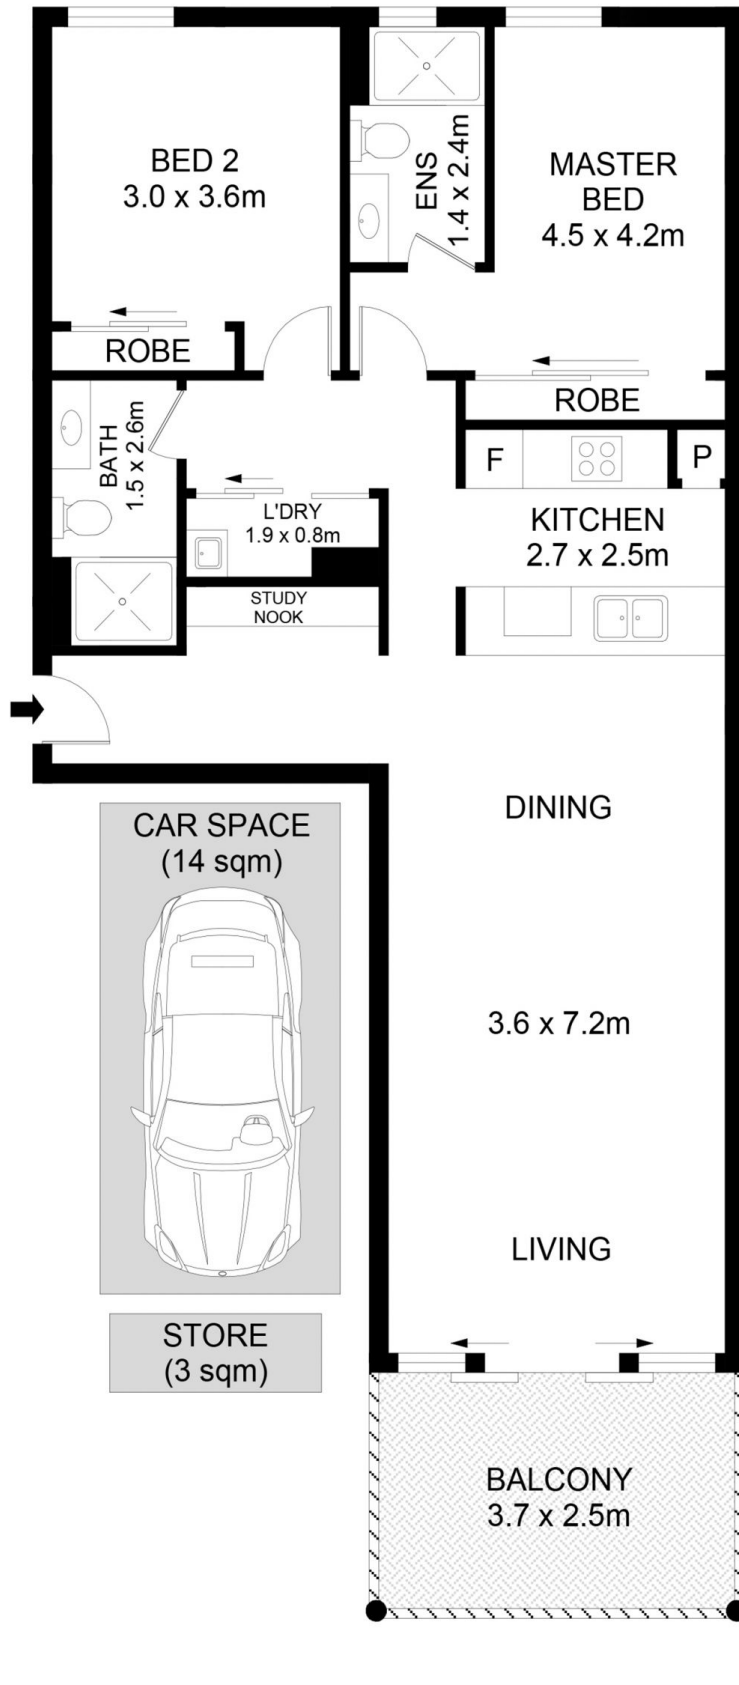 BED 2
3.0 x 3.6m
ENS
1.4 x 2.4m
MASTER
BED
4.5 x 4.2m
ROBE
ROBE
BATH
1.5 x 2.6m
F
P
L'DRY
1.9 x 0.8m
KITCHEN
2.7 x 2.5m
STUDY
NOOK
DINING
CAR SPACE
(14 sqm)
3.6 x 7.2m
LIVING
STORE
(3 sqm)
BALCONY
3.7 x 2.5m